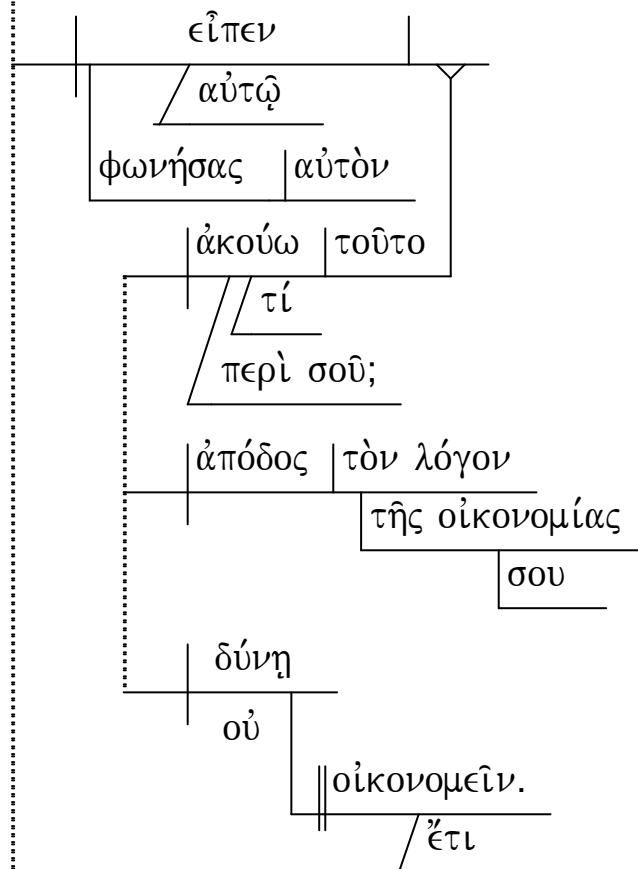 εἶπεν
αὐτῷ
φωνήσας αὐτὸν
ἀκούω τοῦτο
τί
περὶ σοῦ;
ἀπόδος τὸν λόγον
τῆς οἰκονομίας
σου
δύνῃ
οὐ
οἰκονομεῖν.
ἔτι